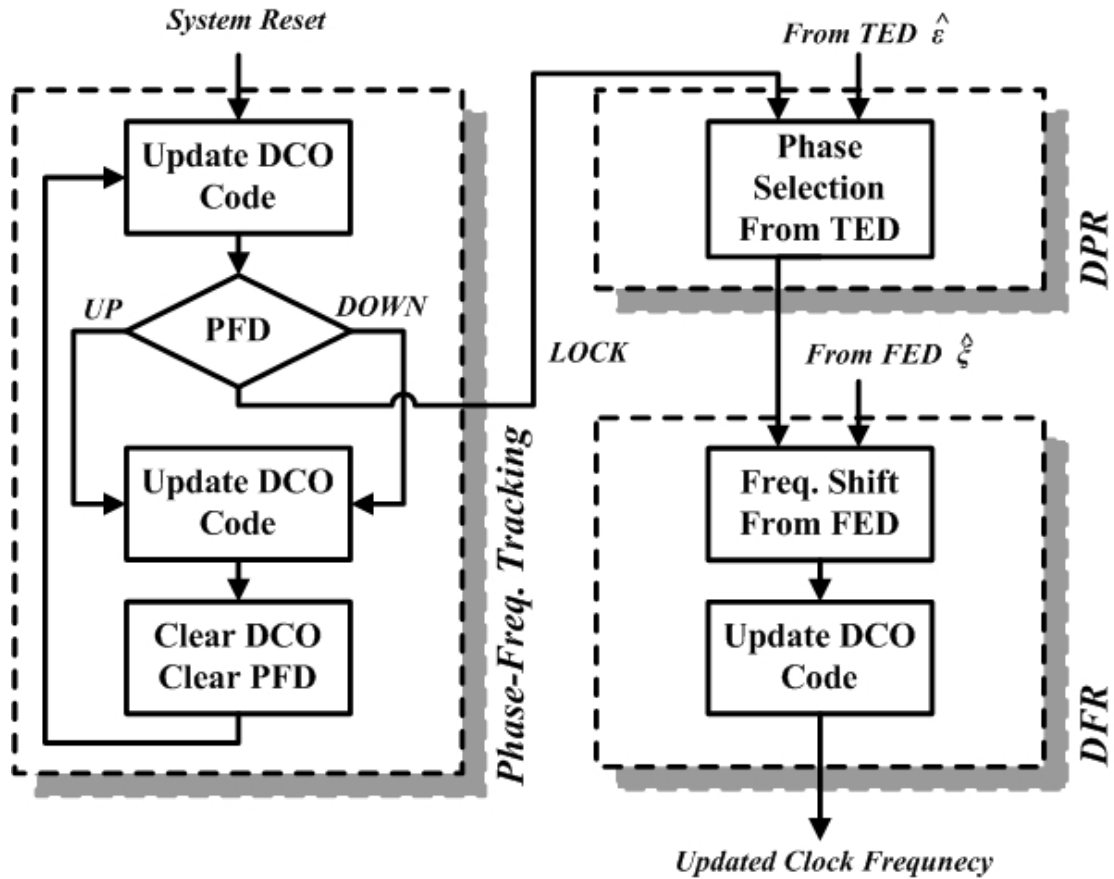 System Reset
Update DCO
Code
UP
DOWN
PFD
LOCK
Update DCO
Code
Clear DCO
Clear PFD
Phase-Freq. Tracking
From TED ε̂
Phase
Selection
From TED
DPR
From FED ξ̂
Freq. Shift
From FED
Update DCO
Code
DFR
Updated Clock Frequnecy